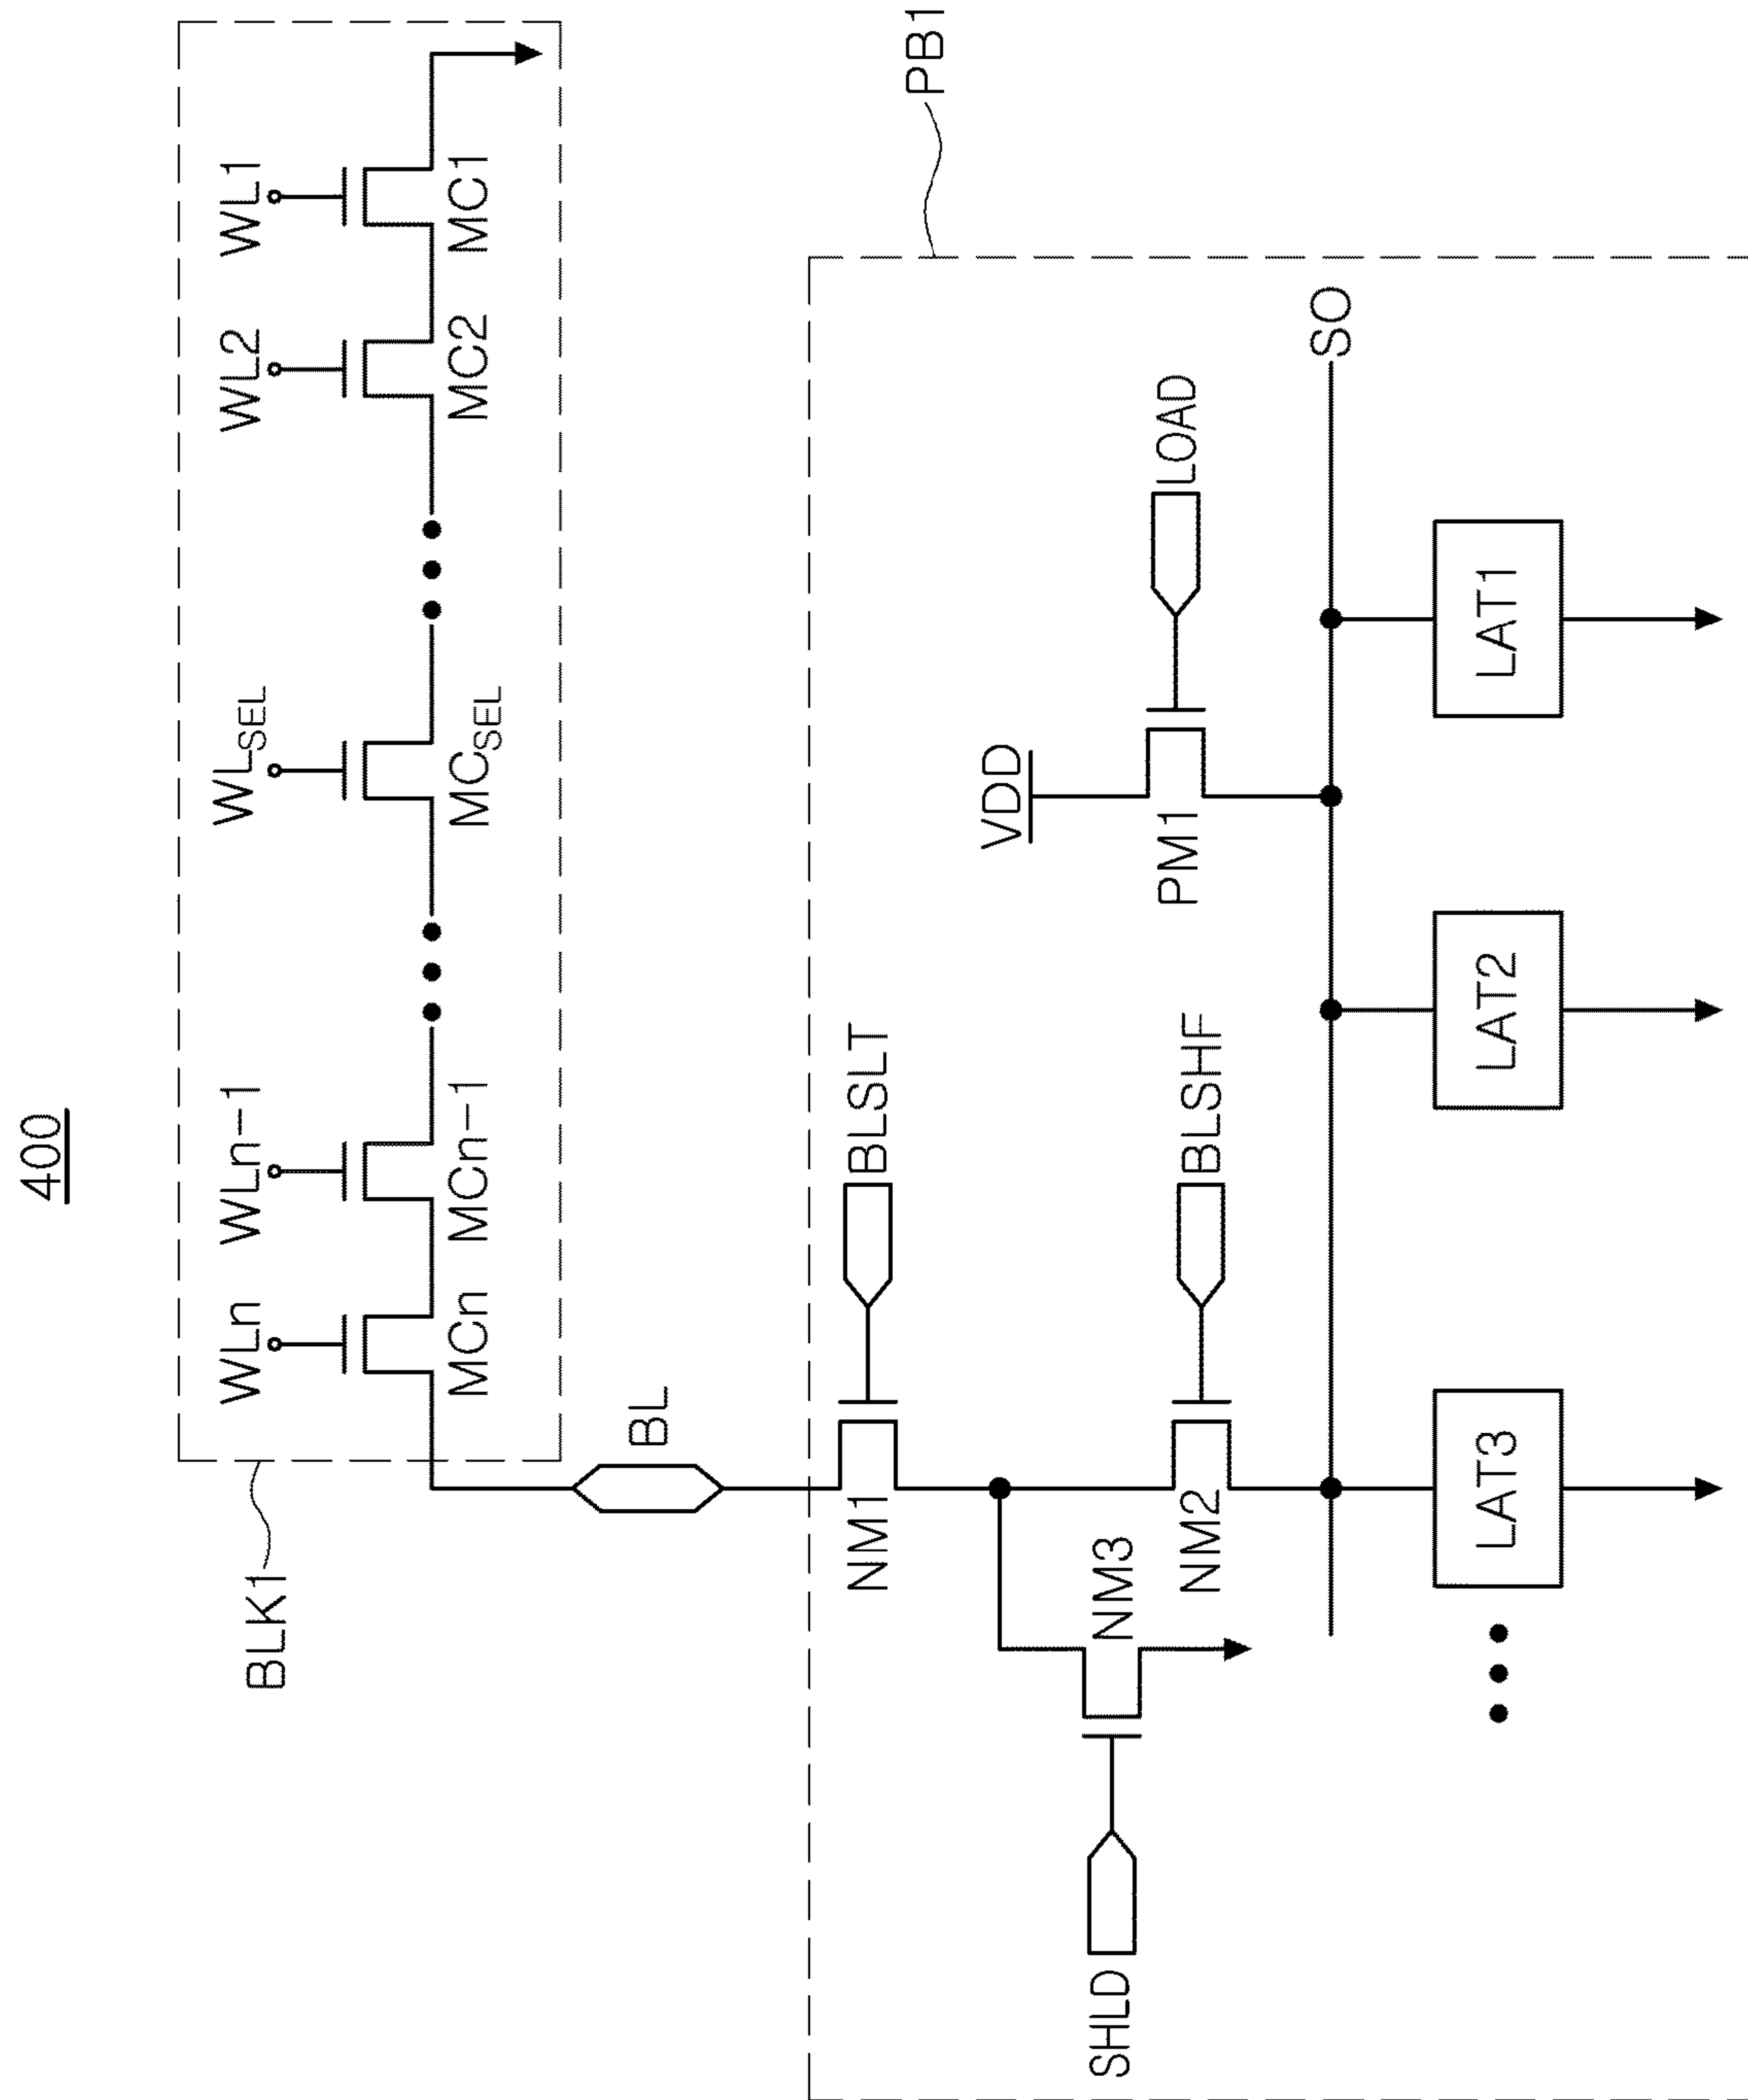 400
BLK1
WLn
WLn-1
WLSEL
WL2
WL1
MCn
MCn-1
MCSEL
MC2
MC1
BL
PB1
BLSLT
NM1
VDD
LOAD
PM1
SHLD
NM3
NM2
BLSHF
SO
LAT3
LAT2
LAT1